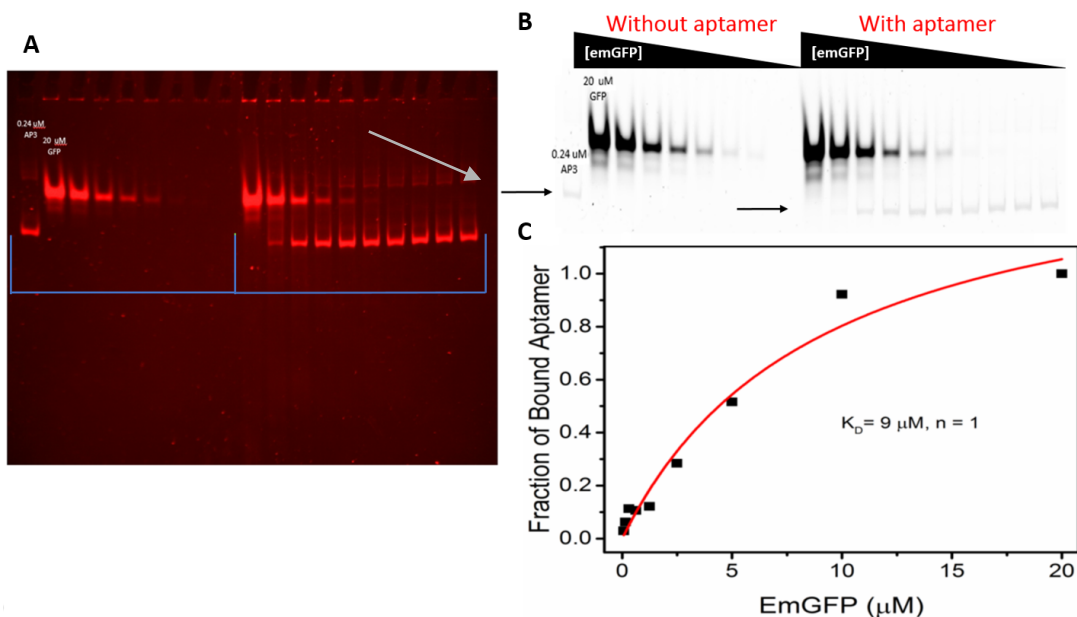 A
0.24 uM
AP3
20 uM
GFP
B
Without aptamer
With aptamer
[emGFP]
[emGFP]
20 uM
GFP
0.24 uM
AP3
C
Fraction of Bound Aptamer
1.0
0.8
0.6
0.4
0.2
0.0
K_D= 9 μM, n = 1
0
5
10
15
20
EmGFP (μM)